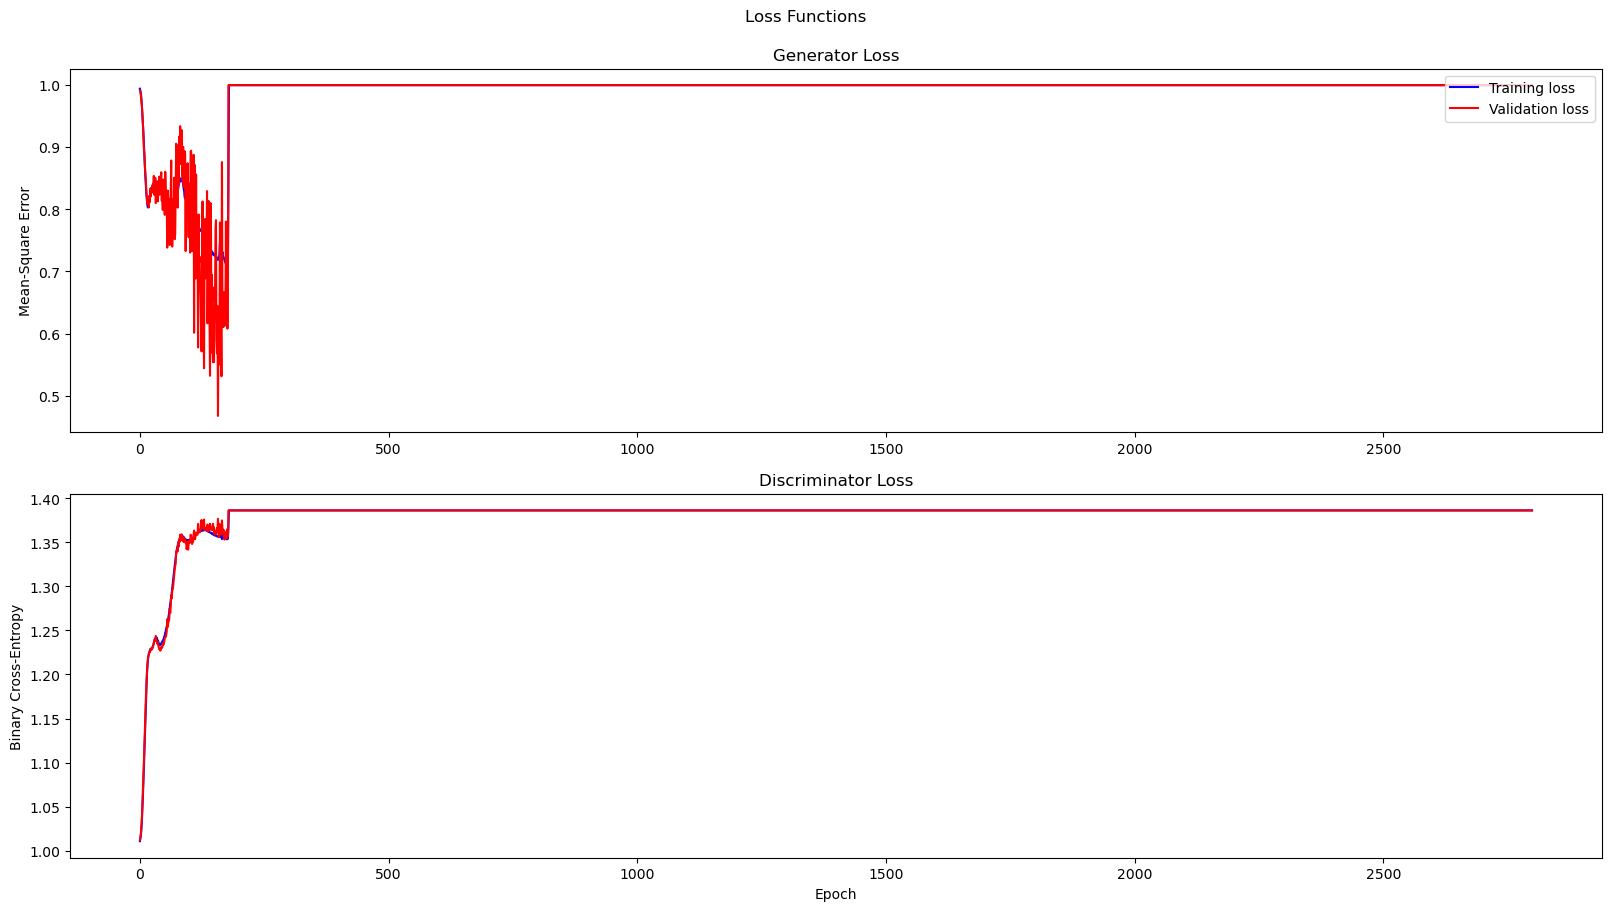 Loss Functions
Generator Loss
Mean-Square Error
1.0
0.9
0.8
0.7
0.6
0.5
Training loss
Validation loss
0 500 1000 1500 2000 2500
Discriminator Loss
Binary Cross-Entropy
1.40
1.35
1.30
1.25
1.20
1.15
1.10
1.05
1.00
0 500 1000 1500 2000 2500
Epoch